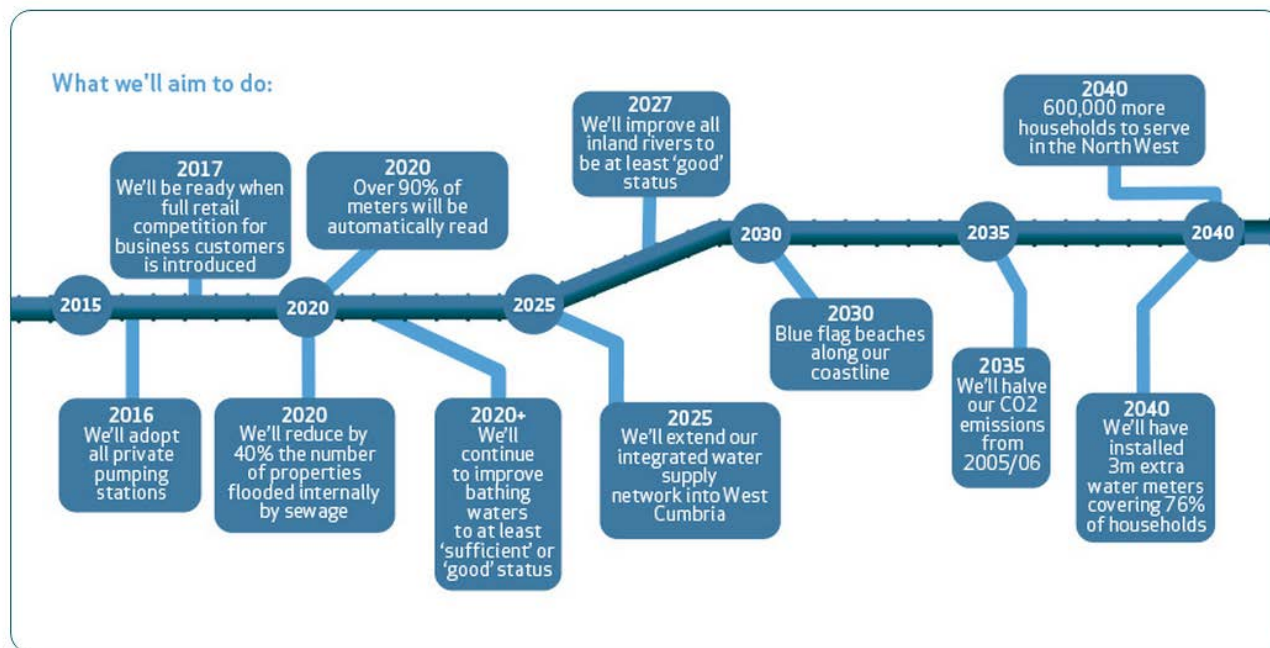 What we'll aim to do:
2017
We'll be ready when
full retail
competition for
business customers
is introduced
2020
Over 90% of
meters will be
automatically read
2027
We'll improve all
inland rivers to
be at least ‘good’
status
2040
600,000 more
households to serve
in the North West
2015
2020
2025
2030
2035
2040
2016
We'll adopt
all private
pumping
stations
2020
We'll reduce by
40% the number
of properties
flooded internally
by sewage
2020+
We'll
continue
to improve
bathing
waters
to at least
‘sufficient’ or
‘good’ status
2025
We'll extend our
integrated water
supply
network into West
Cumbria
2030
Blue flag beaches
along our
coastline
2035
We'll halve
our CO2
emissions
from
2005/06
2040
We'll have
installed
3m extra
water meters
covering 76%
of households